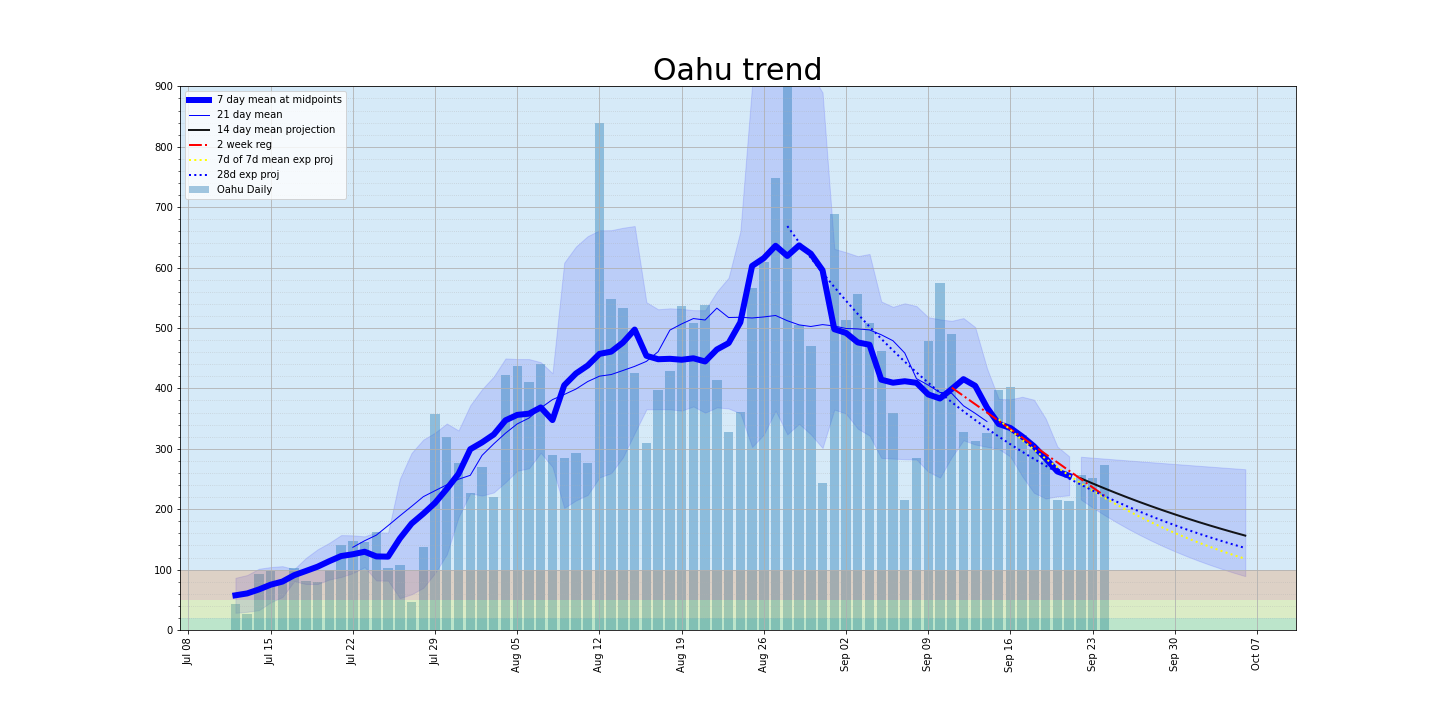 Oahu trend
900
800
700
600
500
400
300
200
100
0
7 day mean at midpoints
21 day mean
14 day mean projection
2 week reg
7d of 7d mean exp proj
28d exp proj
Oahu Daily
Jul 08
Jul 15
Jul 22
Jul 29
Aug 05
Aug 12
Aug 19
Aug 26
Sep 02
Sep 09
Sep 16
Sep 23
Sep 30
Oct 07